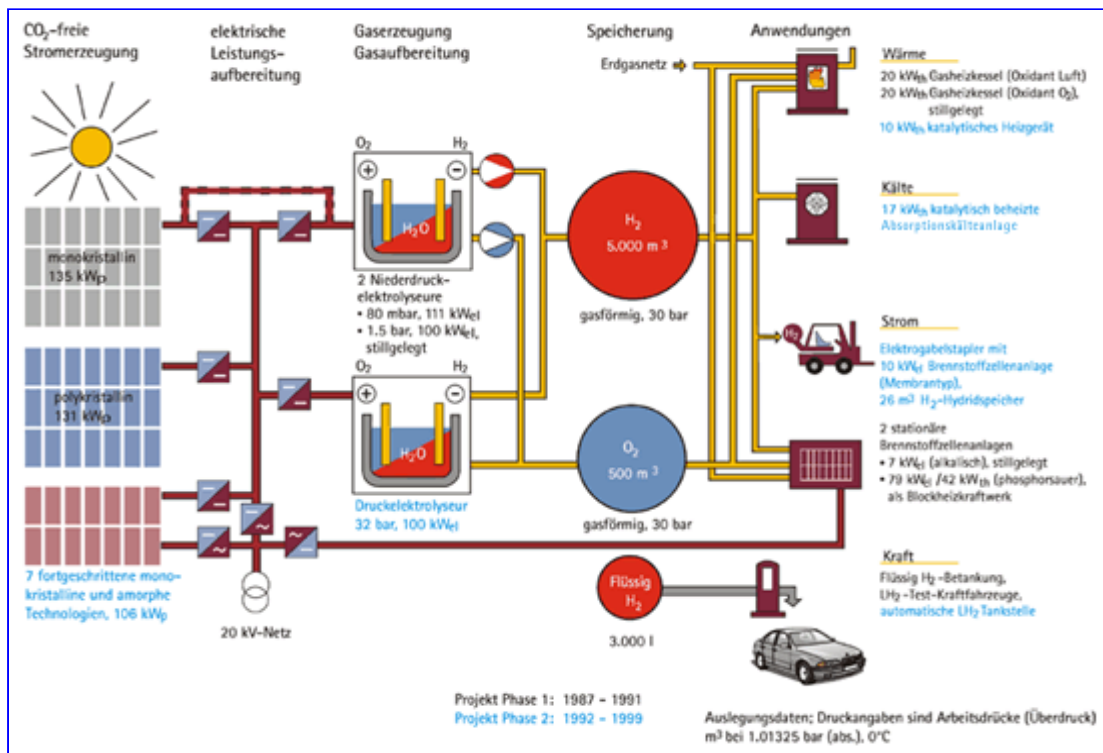 CO₂-freie
Stromerzeugung
elektrische
Leistungs-
aufbereitung
Gaserzeugung
Gasaufbereitung
Speicherung
Anwendungen
Erdgasnetz
Wärme
20 kWth Gasheizkessel (Oxidant Luft)
20 kWth Gasheizkessel (Oxidant O₂),
stillgelegt
10 kWth katalytisches Heizgerät
O₂
H₂
+
−
H₂O
monokristallin
135 kWp
2 Niederdruck-
elektrolyseure
• 80 mbar, 111 kWel
• 1.5 bar, 100 kWel,
stillgelegt
H₂
5.000 m³
gasförmig, 30 bar
Kälte
17 kWth katalytisch beheizte
Absorptionskälteanlage
H₂
Strom
Elektrogabelstapler mit
10 kWel Brennstoffzellenanlage
(Membrantyp),
26 m³ H₂-Hydridspeicher
polykristallin
131 kWp
O₂
H₂
+
−
H₂O
Druckelektrolyseur
32 bar, 100 kWel
O₂
500 m³
gasförmig, 30 bar
2 stationäre
Brennstoffzellenanlagen
• 7 kWel (alkalisch), stillgelegt
• 79 kWel /42 kWth (phosphorsauer),
als Blockheizkraftwerk
7 fortgeschrittene mono-
kristalline und amorphe
Technologien, 106 kWp
20 kV-Netz
Flüssig
H₂
3.000 l
Kraft
Flüssig H₂-Betankung,
LH₂-Test-Kraftfahrzeuge,
automatische LH₂ Tankstelle
Projekt Phase 1: 1987 - 1991
Projekt Phase 2: 1992 - 1999
Auslegungsdaten; Druckangaben sind Arbeitsdrücke (Überdruck)
m³ bei 1.01325 bar (abs.), 0°C